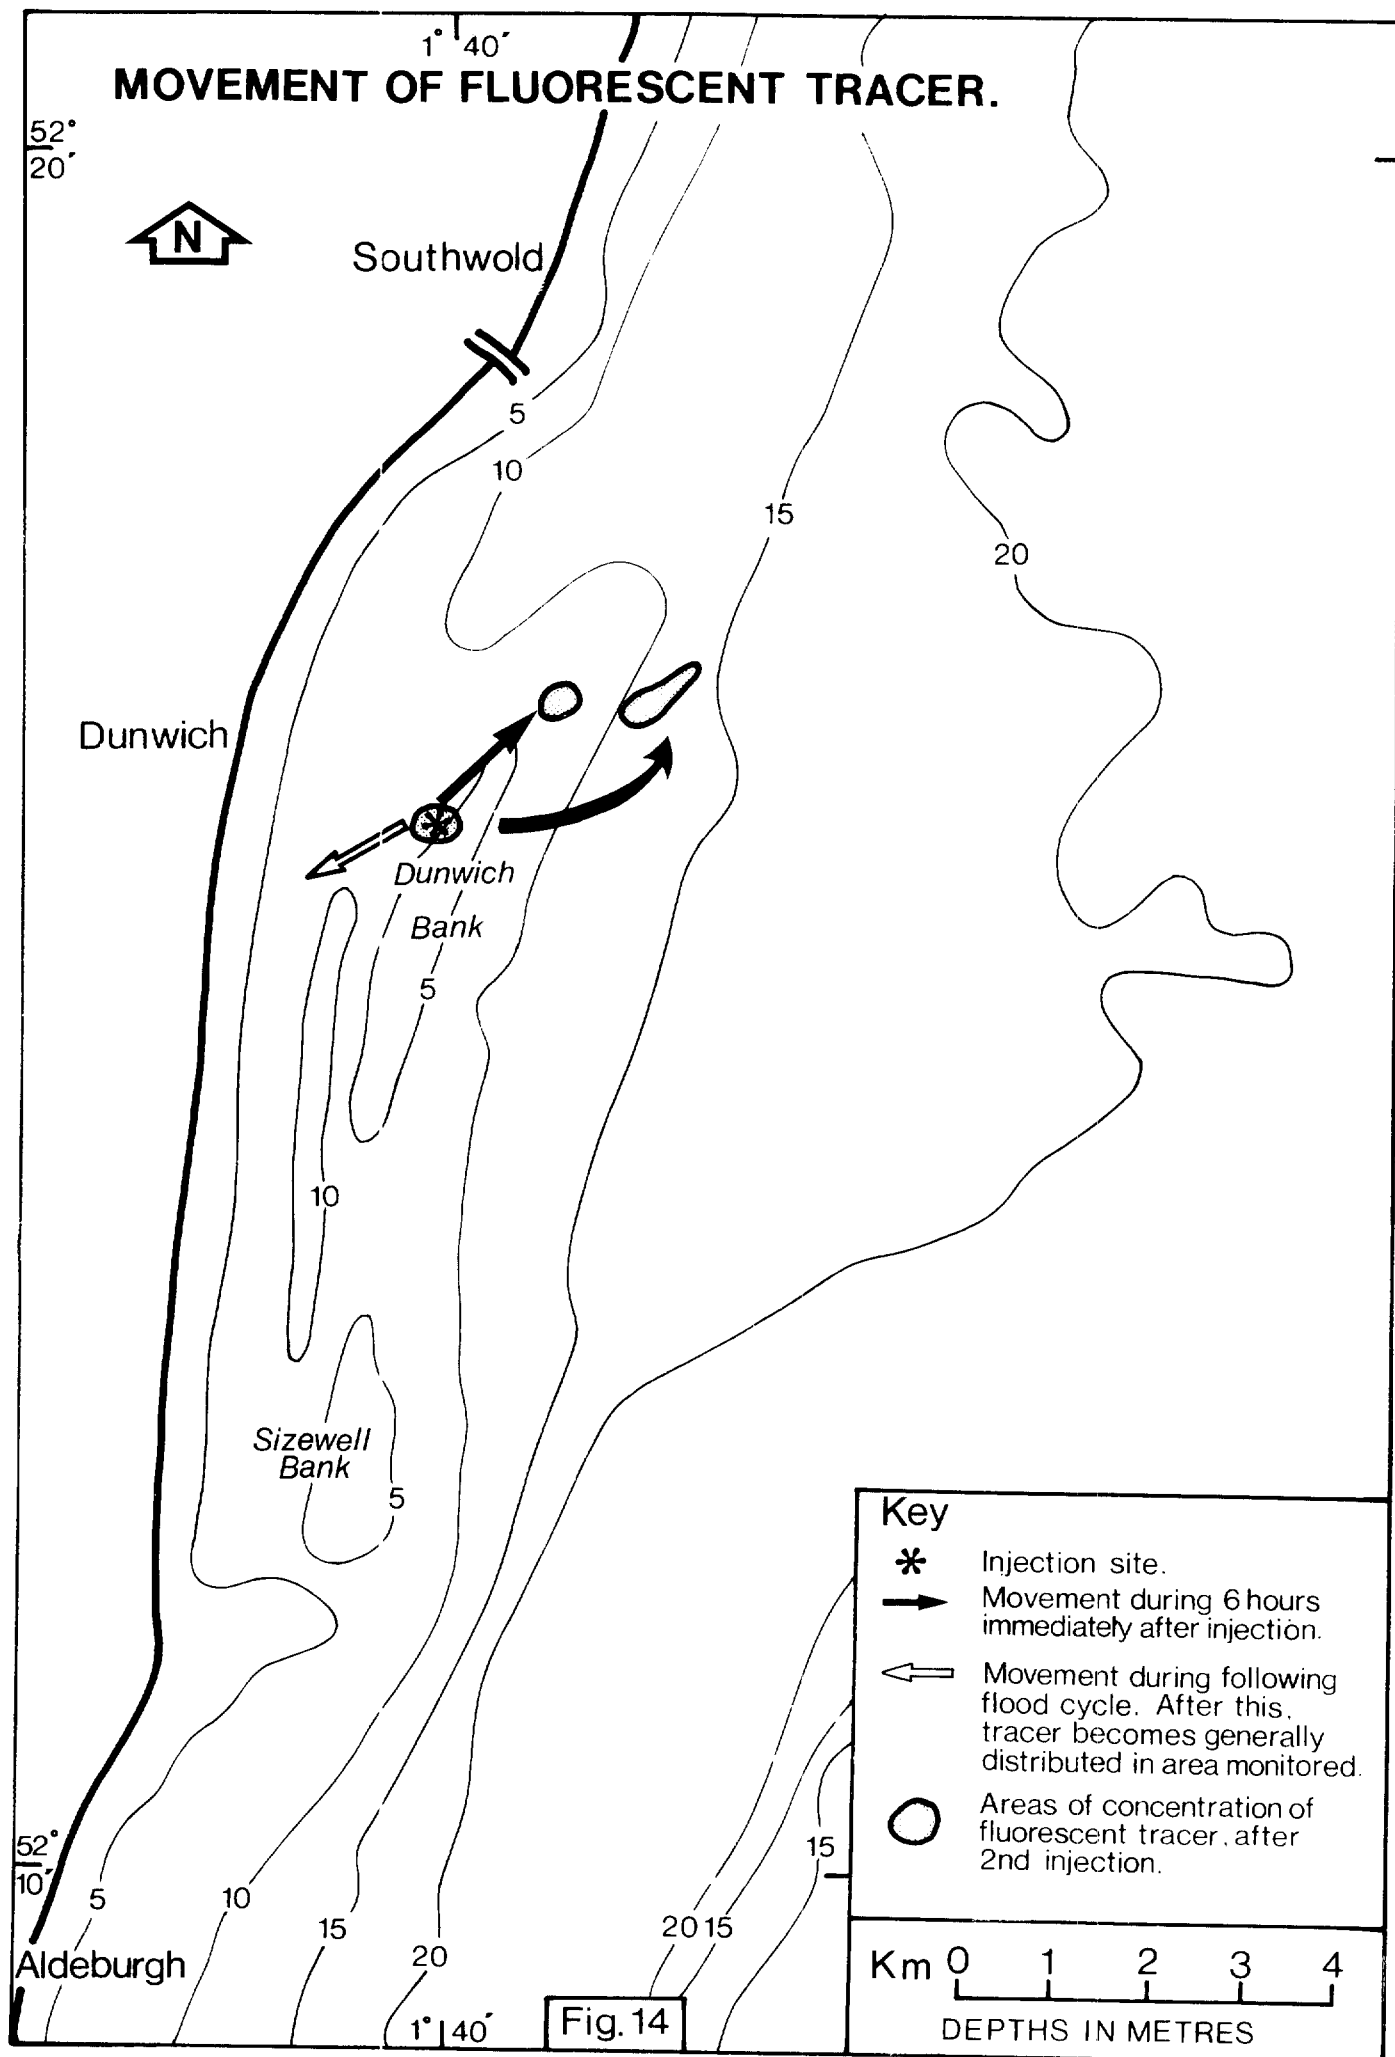 1° 40′
MOVEMENT OF FLUORESCENT TRACER.
52°
20′
N
Southwold
5
10
15
20
Dunwich
Dunwich
Bank
5
10
Sizewell
Bank
5
Key
Injection site.
Movement during 6 hours
immediately after injection.
Movement during following
flood cycle. After this,
tracer becomes generally
distributed in area monitored.
Areas of concentration of
fluorescent tracer, after
2nd injection.
52°
10′
15
5
10
15
20
20 15
Aldeburgh
Km 0 1 2 3 4
1° 40′
Fig. 14
DEPTHS IN METRES